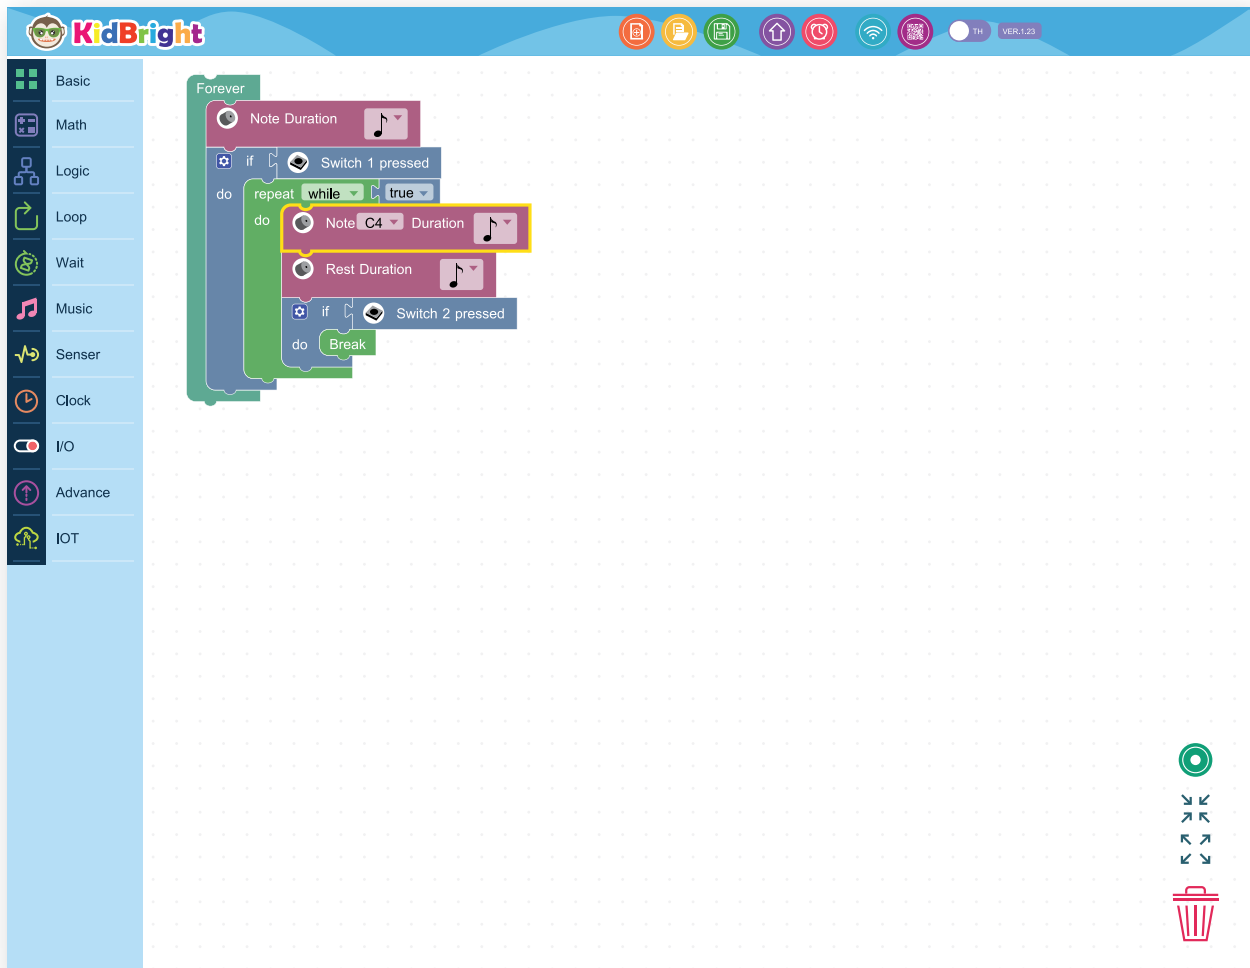 KidBright
TH
VER.1.23
Basic
Math
Logic
Loop
Wait
Music
Senser
Clock
I/O
Advance
IOT
Forever
Note Duration
if Switch 1 pressed
do repeat while true
do Note C4 Duration
Rest Duration
if Switch 2 pressed
do Break